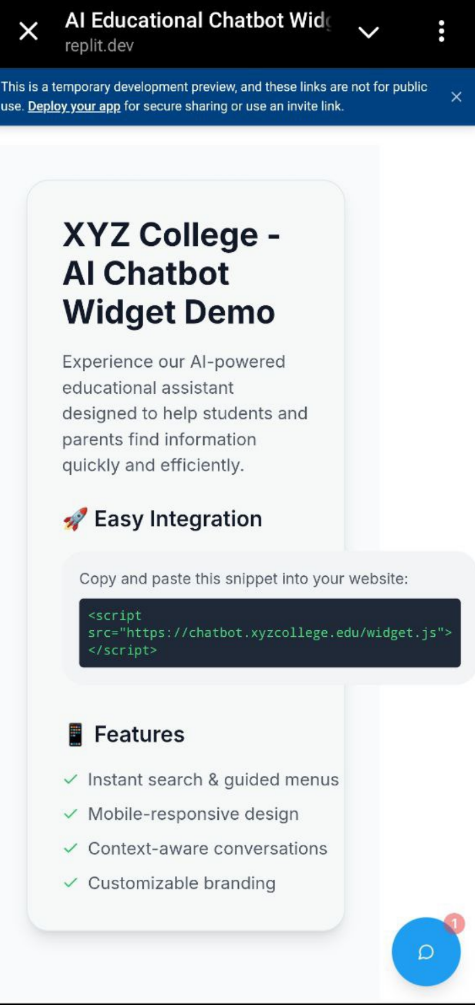 AI Educational Chatbot Widg
replit.dev
This is a temporary development preview, and these links are not for public
use. Deploy your app for secure sharing or use an invite link.
XYZ College -
AI Chatbot
Widget Demo
Experience our AI-powered
educational assistant
designed to help students and
parents find information
quickly and efficiently.
🚀 Easy Integration
Copy and paste this snippet into your website:
<script
src="https://chatbot.xyzcollege.edu/widget.js">
</script>
📱 Features
✓ Instant search & guided menus
✓ Mobile-responsive design
✓ Context-aware conversations
✓ Customizable branding
1